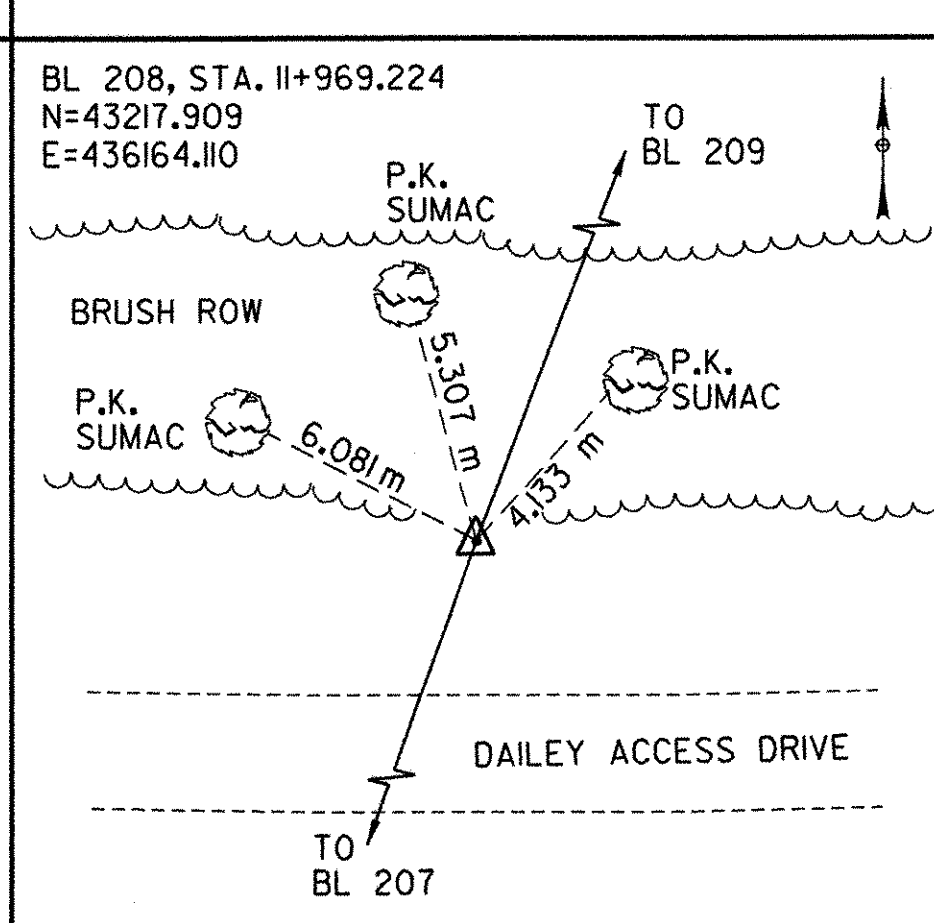 BL 208, STA. 11+969.224
N=43217.909
E=436164.110
TO
BL 209
P.K.
SUMAC
BRUSH ROW
5.307 m
P.K.
SUMAC
P.K.
SUMAC
6.081 m
4.133 m
DAILEY ACCESS DRIVE
TO
BL 207